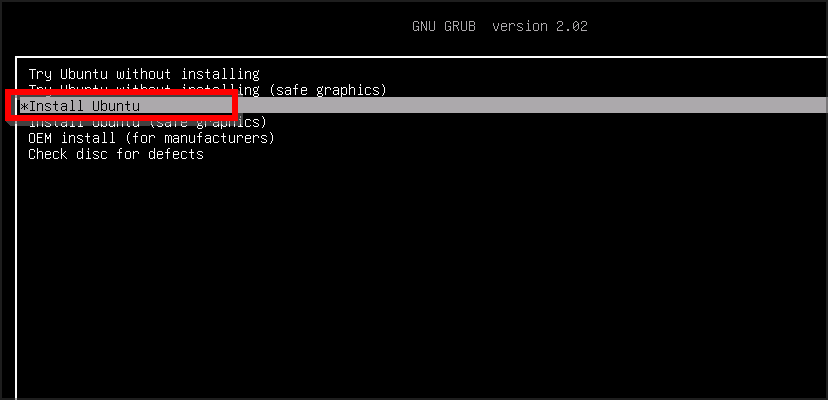 GNU GRUB version 2.02
Try Ubuntu without installing
Try Ubuntu without installing (safe graphics)
*Install Ubuntu
Install Ubuntu (safe graphics)
OEM install (for manufacturers)
Check disc for defects